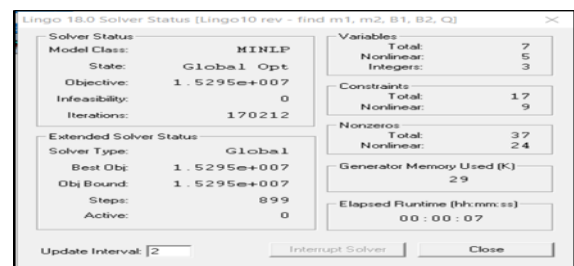 Lingo 18.0 Solver Status [Lingo10 rev - find m1, m2, B1, B2, Q]
Solver Status
Model Class: MINLP
State: Global Opt
Objective: 1.5295e+007
Infeasibility: 0
Iterations: 170212
Extended Solver Status
Solver Type: Global
Best Obj: 1.5295e+007
Obj Bound: 1.5295e+007
Steps: 899
Active: 0
Variables
Total: 7
Nonlinear: 5
Integers: 3
Constraints
Total: 17
Nonlinear: 9
Nonzeros
Total: 37
Nonlinear: 24
Generator Memory Used (K)
29
Elapsed Runtime (hh:mm:ss)
00:00:07
Update Interval: 2
Interrupt Solver
Close